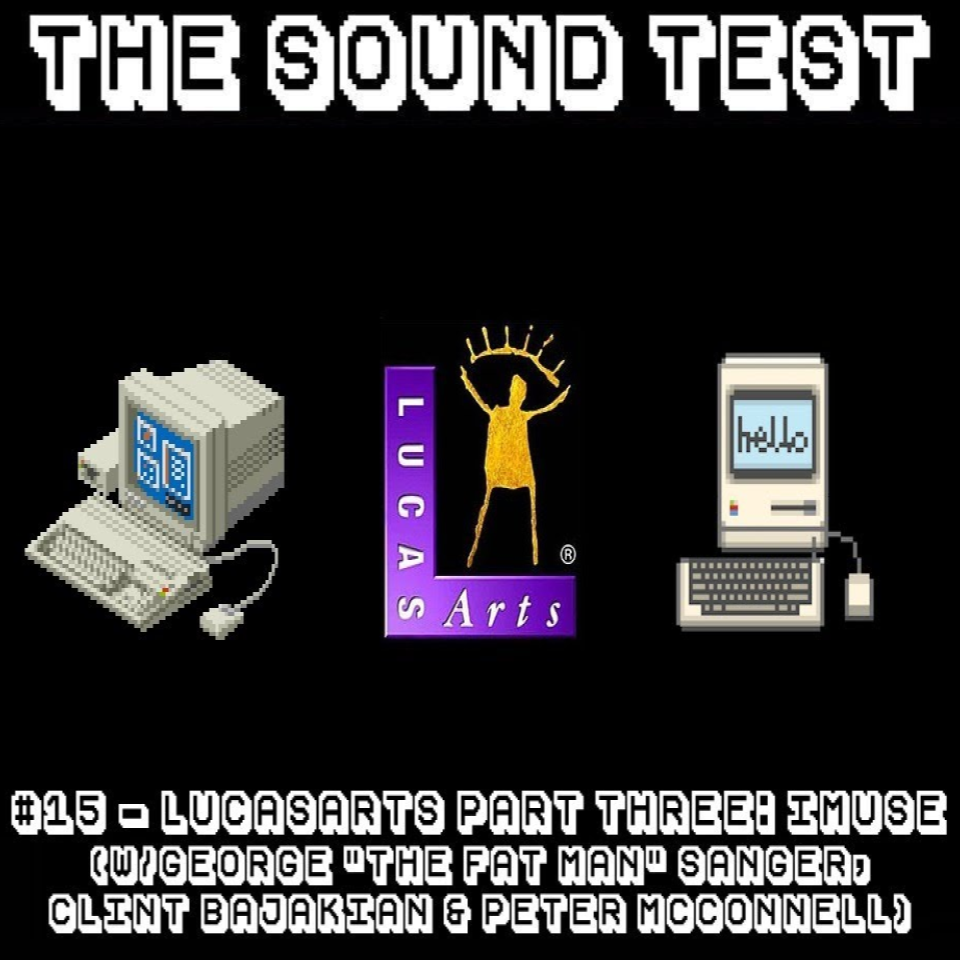 THE SOUND TEST
LUCAS
Arts
®
hello
#15 - LUCASARTS PART THREE: IMUSE
(W/GEORGE "THE FAT MAN" SANGER,
CLINT BAJAKIAN & PETER MCCONNELL)